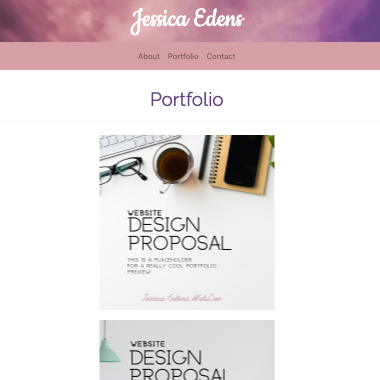 Jessica Edens
About Portfolio Contact
Portfolio
WEBSITE
DESIGN
PROPOSAL
THIS IS A PLACEHOLDER
FOR A REALLY COOL PORTFOLIO
PREVIEW!
Jessica Edens WebDev
WEBSITE
DESIGN
PROPOSAL